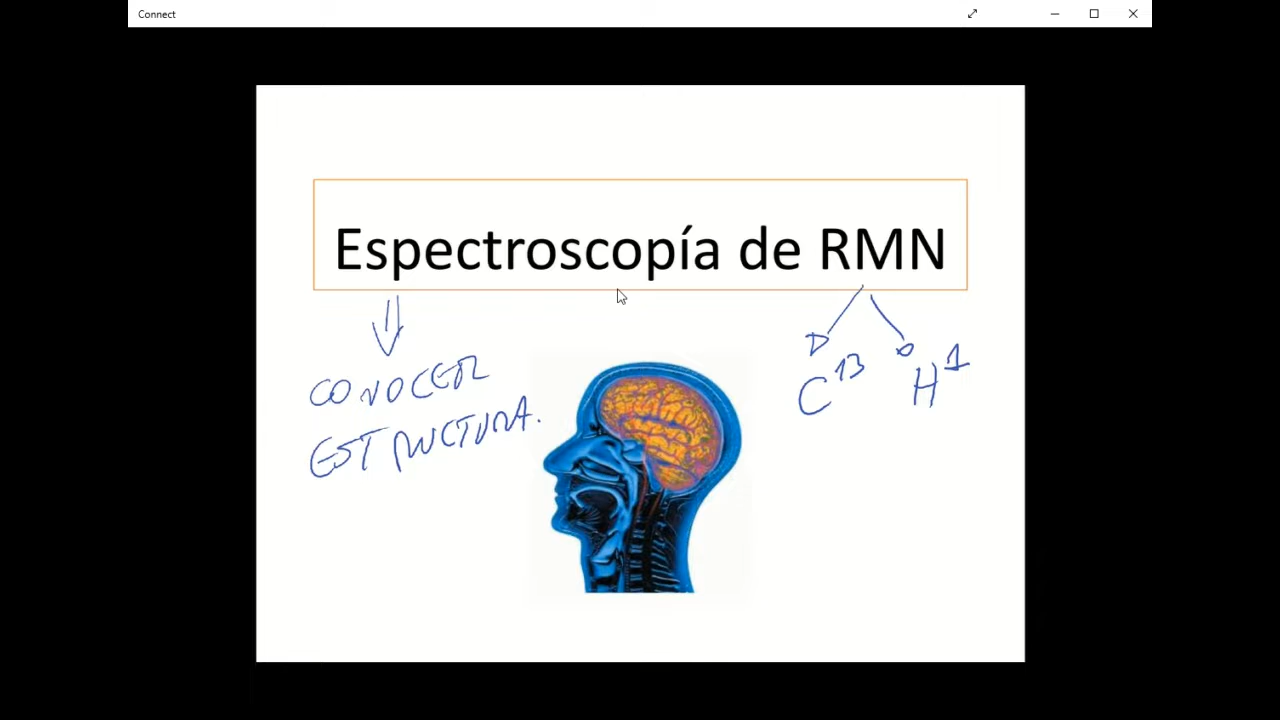 Connect
Espectroscopía de RMN
CONOCER
ESTRUCTURA.
C¹³
H¹